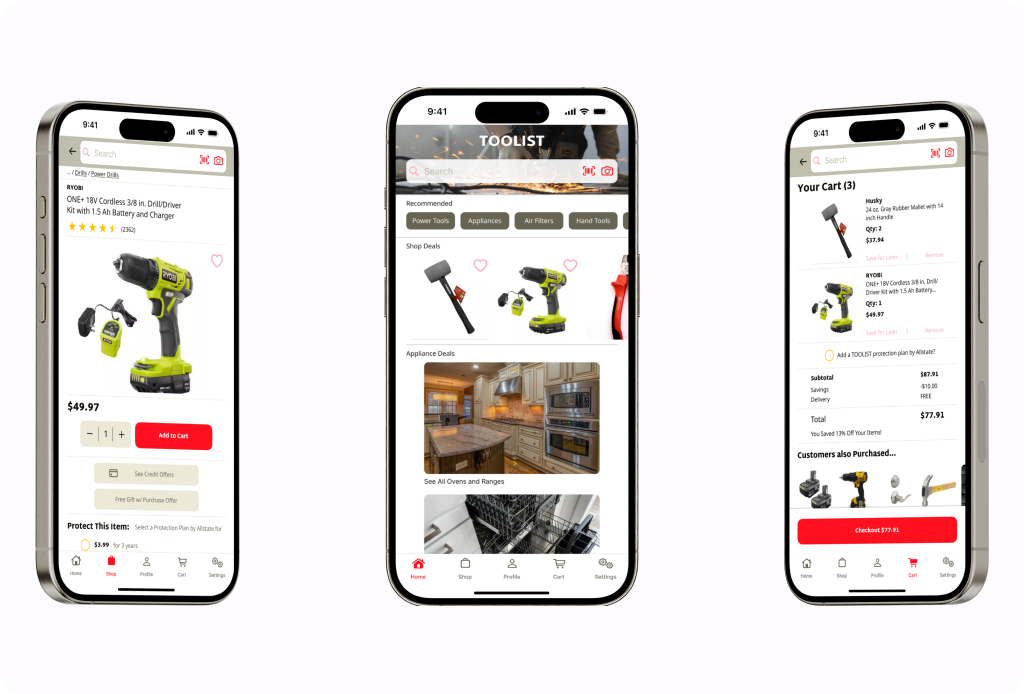 9:41
Search
... / Drills / Power Drills
RYOBI
ONE+ 18V Cordless 3/8 in. Drill/Driver
Kit with 1.5 Ah Battery and Charger
(2362)
RYOBI
$49.97
− 1 +
Add to Cart
See Credit Offers
Free Gift w/ Purchase Offer
Protect This Item: Select a Protection Plan by Allstate for
$3.99 for 3 years
Home Shop Profile Cart Settings
9:41
TOOLIST
Search
Recommended
Power Tools Appliances Air Filters Hand Tools
Shop Deals
Appliance Deals
See All Ovens and Ranges
Home Shop Profile Cart Settings
9:41
Search
Your Cart (3)
Husky
24 oz. Gray Rubber Mallet with 14
inch Handle
Qty: 2
$37.94
Save for Later | Remove
RYOBI
ONE+ 18V Cordless 3/8 in. Drill/
Driver Kit with 1.5 Ah Battery...
Qty: 1
$49.97
Save for Later | Remove
Add a TOOLIST protection plan by Allstate?
Subtotal $87.91
Savings -$10.00
Delivery FREE
Total $77.91
You Saved 13% Off Your Items!
Customers also Purchased...
Checkout $77.91
Home Shop Profile Cart Settings